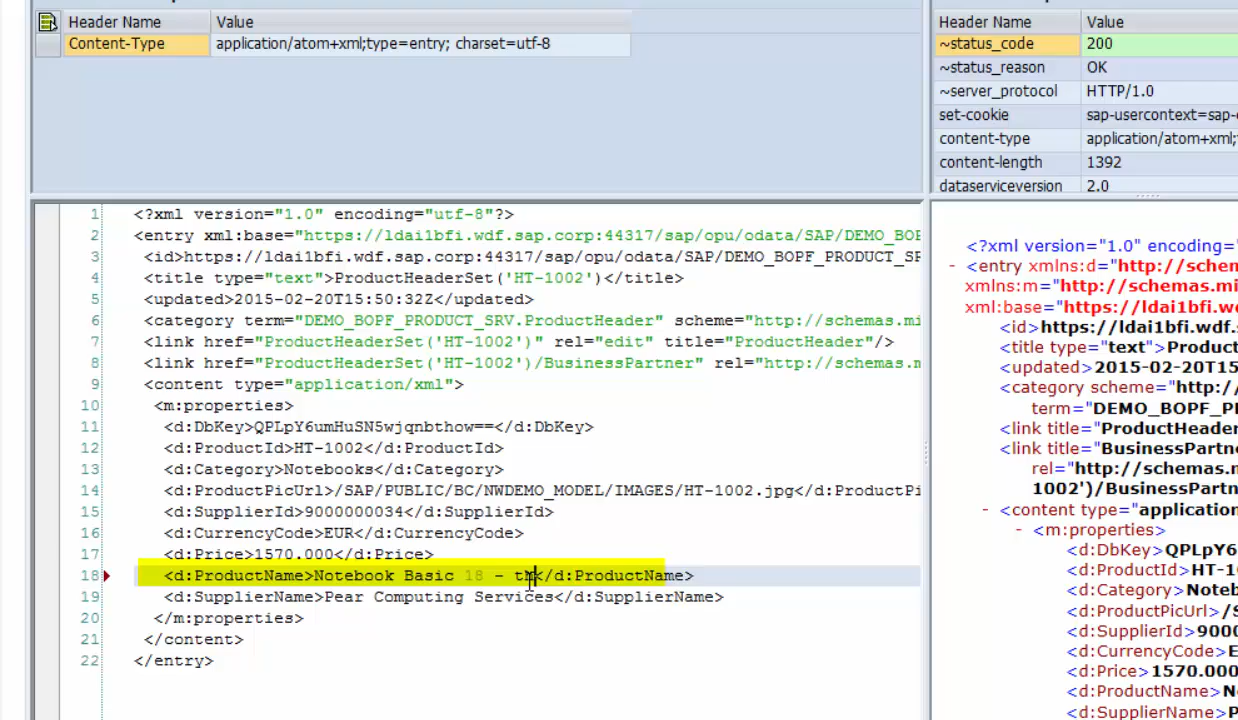 Header Name Value
Content-Type application/atom+xml;type=entry; charset=utf-8
1 <?xml version="1.0" encoding="utf-8"?>
2 <entry xml:base="https://ldai1bfi.wdf.sap.corp:44317/sap/opu/odata/SAP/DEMO_BOP
3 <id>https://ldai1bfi.wdf.sap.corp:44317/sap/opu/odata/SAP/DEMO_BOPF_PRODUCT_SR
4 <title type="text">ProductHeaderSet('HT-1002')</title>
5 <updated>2015-02-20T15:50:32Z</updated>
6 <category term="DEMO_BOPF_PRODUCT_SRV.ProductHeader" scheme="http://schemas.mi
7 <link href="ProductHeaderSet('HT-1002')" rel="edit" title="ProductHeader"/>
8 <link href="ProductHeaderSet('HT-1002')/BusinessPartner" rel="http://schemas.m
9 <content type="application/xml">
10 <m:properties>
11 <d:DbKey>QPLpY6umHuSN5wjqnbthow==</d:DbKey>
12 <d:ProductId>HT-1002</d:ProductId>
13 <d:Category>Notebooks</d:Category>
14 <d:ProductPicUrl>/SAP/PUBLIC/BC/NWDEMO_MODEL/IMAGES/HT-1002.jpg</d:ProductPi
15 <d:SupplierId>9000000034</d:SupplierId>
16 <d:CurrencyCode>EUR</d:CurrencyCode>
17 <d:Price>1570.000</d:Price>
18 <d:ProductName>Notebook Basic 18 - </d:ProductName>
19 <d:SupplierName>Pear Computing Services</d:SupplierName>
20 </m:properties>
21 </content>
22 </entry>
Header Name Value
~status_code 200
~status_reason OK
~server_protocol HTTP/1.0
set-cookie sap-usercontext=sap-
content-type application/atom+xml;
content-length 1392
dataserviceversion 2.0
<?xml version="1.0" encoding=
- <entry xmlns:d="http://schem
xmlns:m="http://schemas.mi
xml:base="https://ldai1bfi.w
<id>https://ldai1bfi.wdf.
<title type="text">Product
<updated>2015-02-20T15
<category scheme="http:/
term="DEMO_BOPF_P
<link title="ProductHeader
<link title="BusinessPartn
rel="http://schemas.m
1002')/BusinessPartn
- <content type="application
- <m:properties>
<d:DbKey>QPLpY6
<d:ProductId>HT-10
<d:Category>Noteb
<d:ProductPicUrl>/S
<d:SupplierId>9000
<d:CurrencyCode>E
<d:Price>1570.000
<d:ProductName>N
<d:SupplierName>P